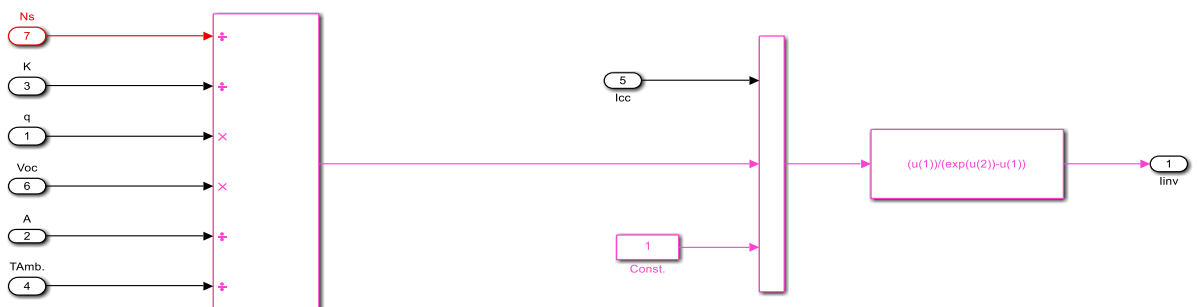 Ns
7
÷
K
3
÷
q
1
×
Voc
6
×
A
2
÷
TAmb.
4
÷
5
Icc
1
Const.
(u(1))/(exp(u(2))-u(1))
1
Iinv